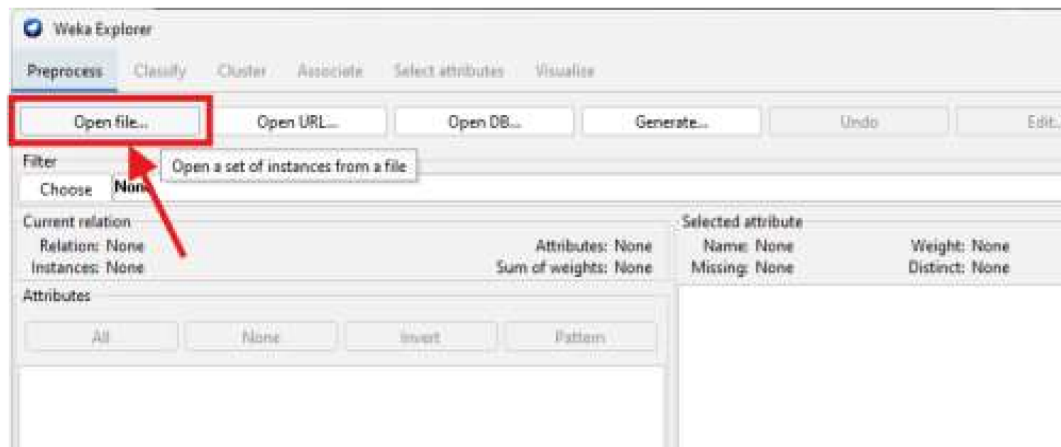 Weka Explorer
Preprocess Classify Cluster Associate Select attributes Visualize
Open file... Open URL... Open DB... Generate... Undo Edit...
Open a set of instances from a file
Filter
Choose None
Current relation
Relation: None Attributes: None
Instances: None Sum of weights: None
Selected attribute
Name: None Weight: None
Missing: None Distinct: None
Attributes
All None Invert Pattern